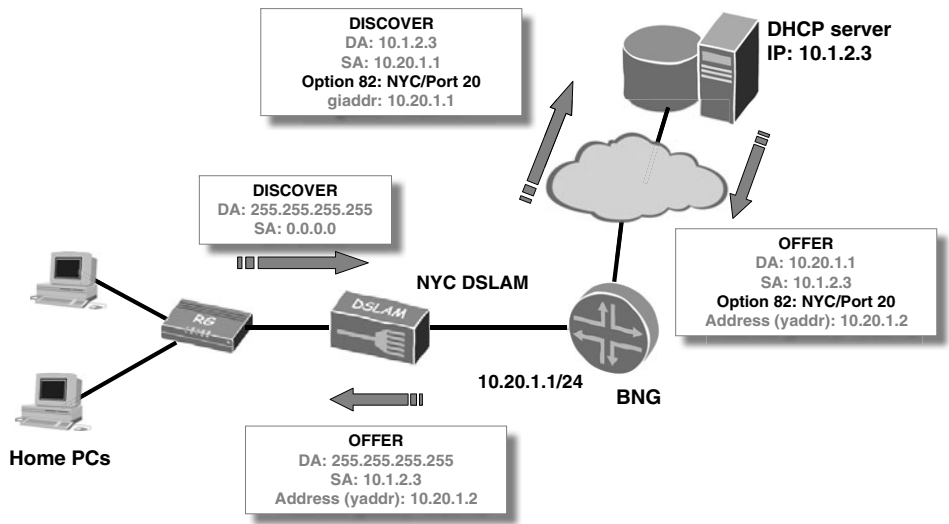 DISCOVER
DA: 10.1.2.3
SA: 10.20.1.1
Option 82: NYC/Port 20
giaddr: 10.20.1.1
DHCP server
IP: 10.1.2.3
DISCOVER
DA: 255.255.255.255
SA: 0.0.0.0
OFFER
DA: 10.20.1.1
SA: 10.1.2.3
Option 82: NYC/Port 20
Address (yaddr): 10.20.1.2
NYC DSLAM
RG
DSLAM
10.20.1.1/24
BNG
Home PCs
OFFER
DA: 255.255.255.255
SA: 10.1.2.3
Address (yaddr): 10.20.1.2